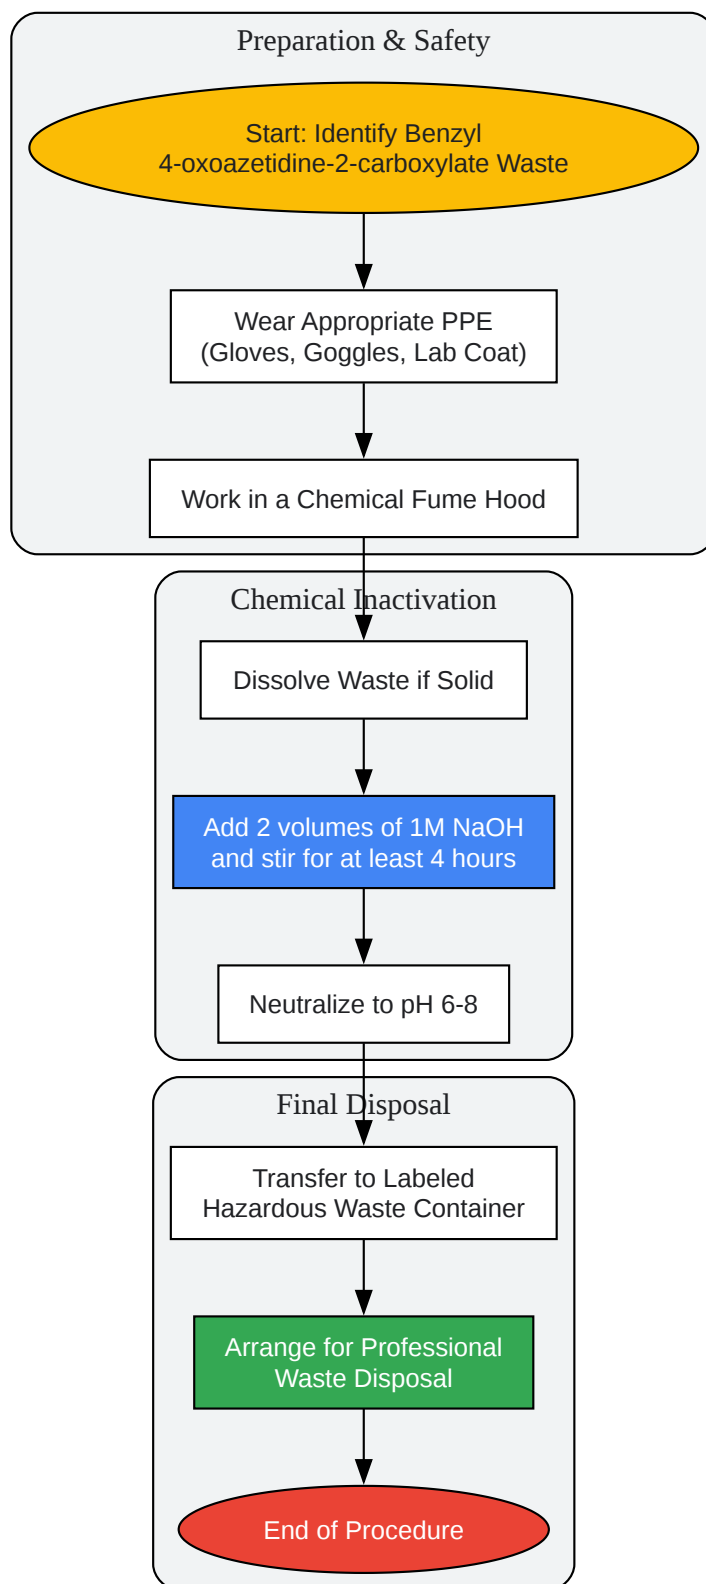 Preparation & Safety
Start: Identify Benzyl
4-oxoazetidine-2-carboxylate Waste
Wear Appropriate PPE
(Gloves, Goggles, Lab Coat)
Work in a Chemical Fume Hood
Chemical Inactivation
Dissolve Waste if Solid
Add 2 volumes of 1M NaOH
and stir for at least 4 hours
Neutralize to pH 6-8
Final Disposal
Transfer to Labeled
Hazardous Waste Container
Arrange for Professional
Waste Disposal
End of Procedure